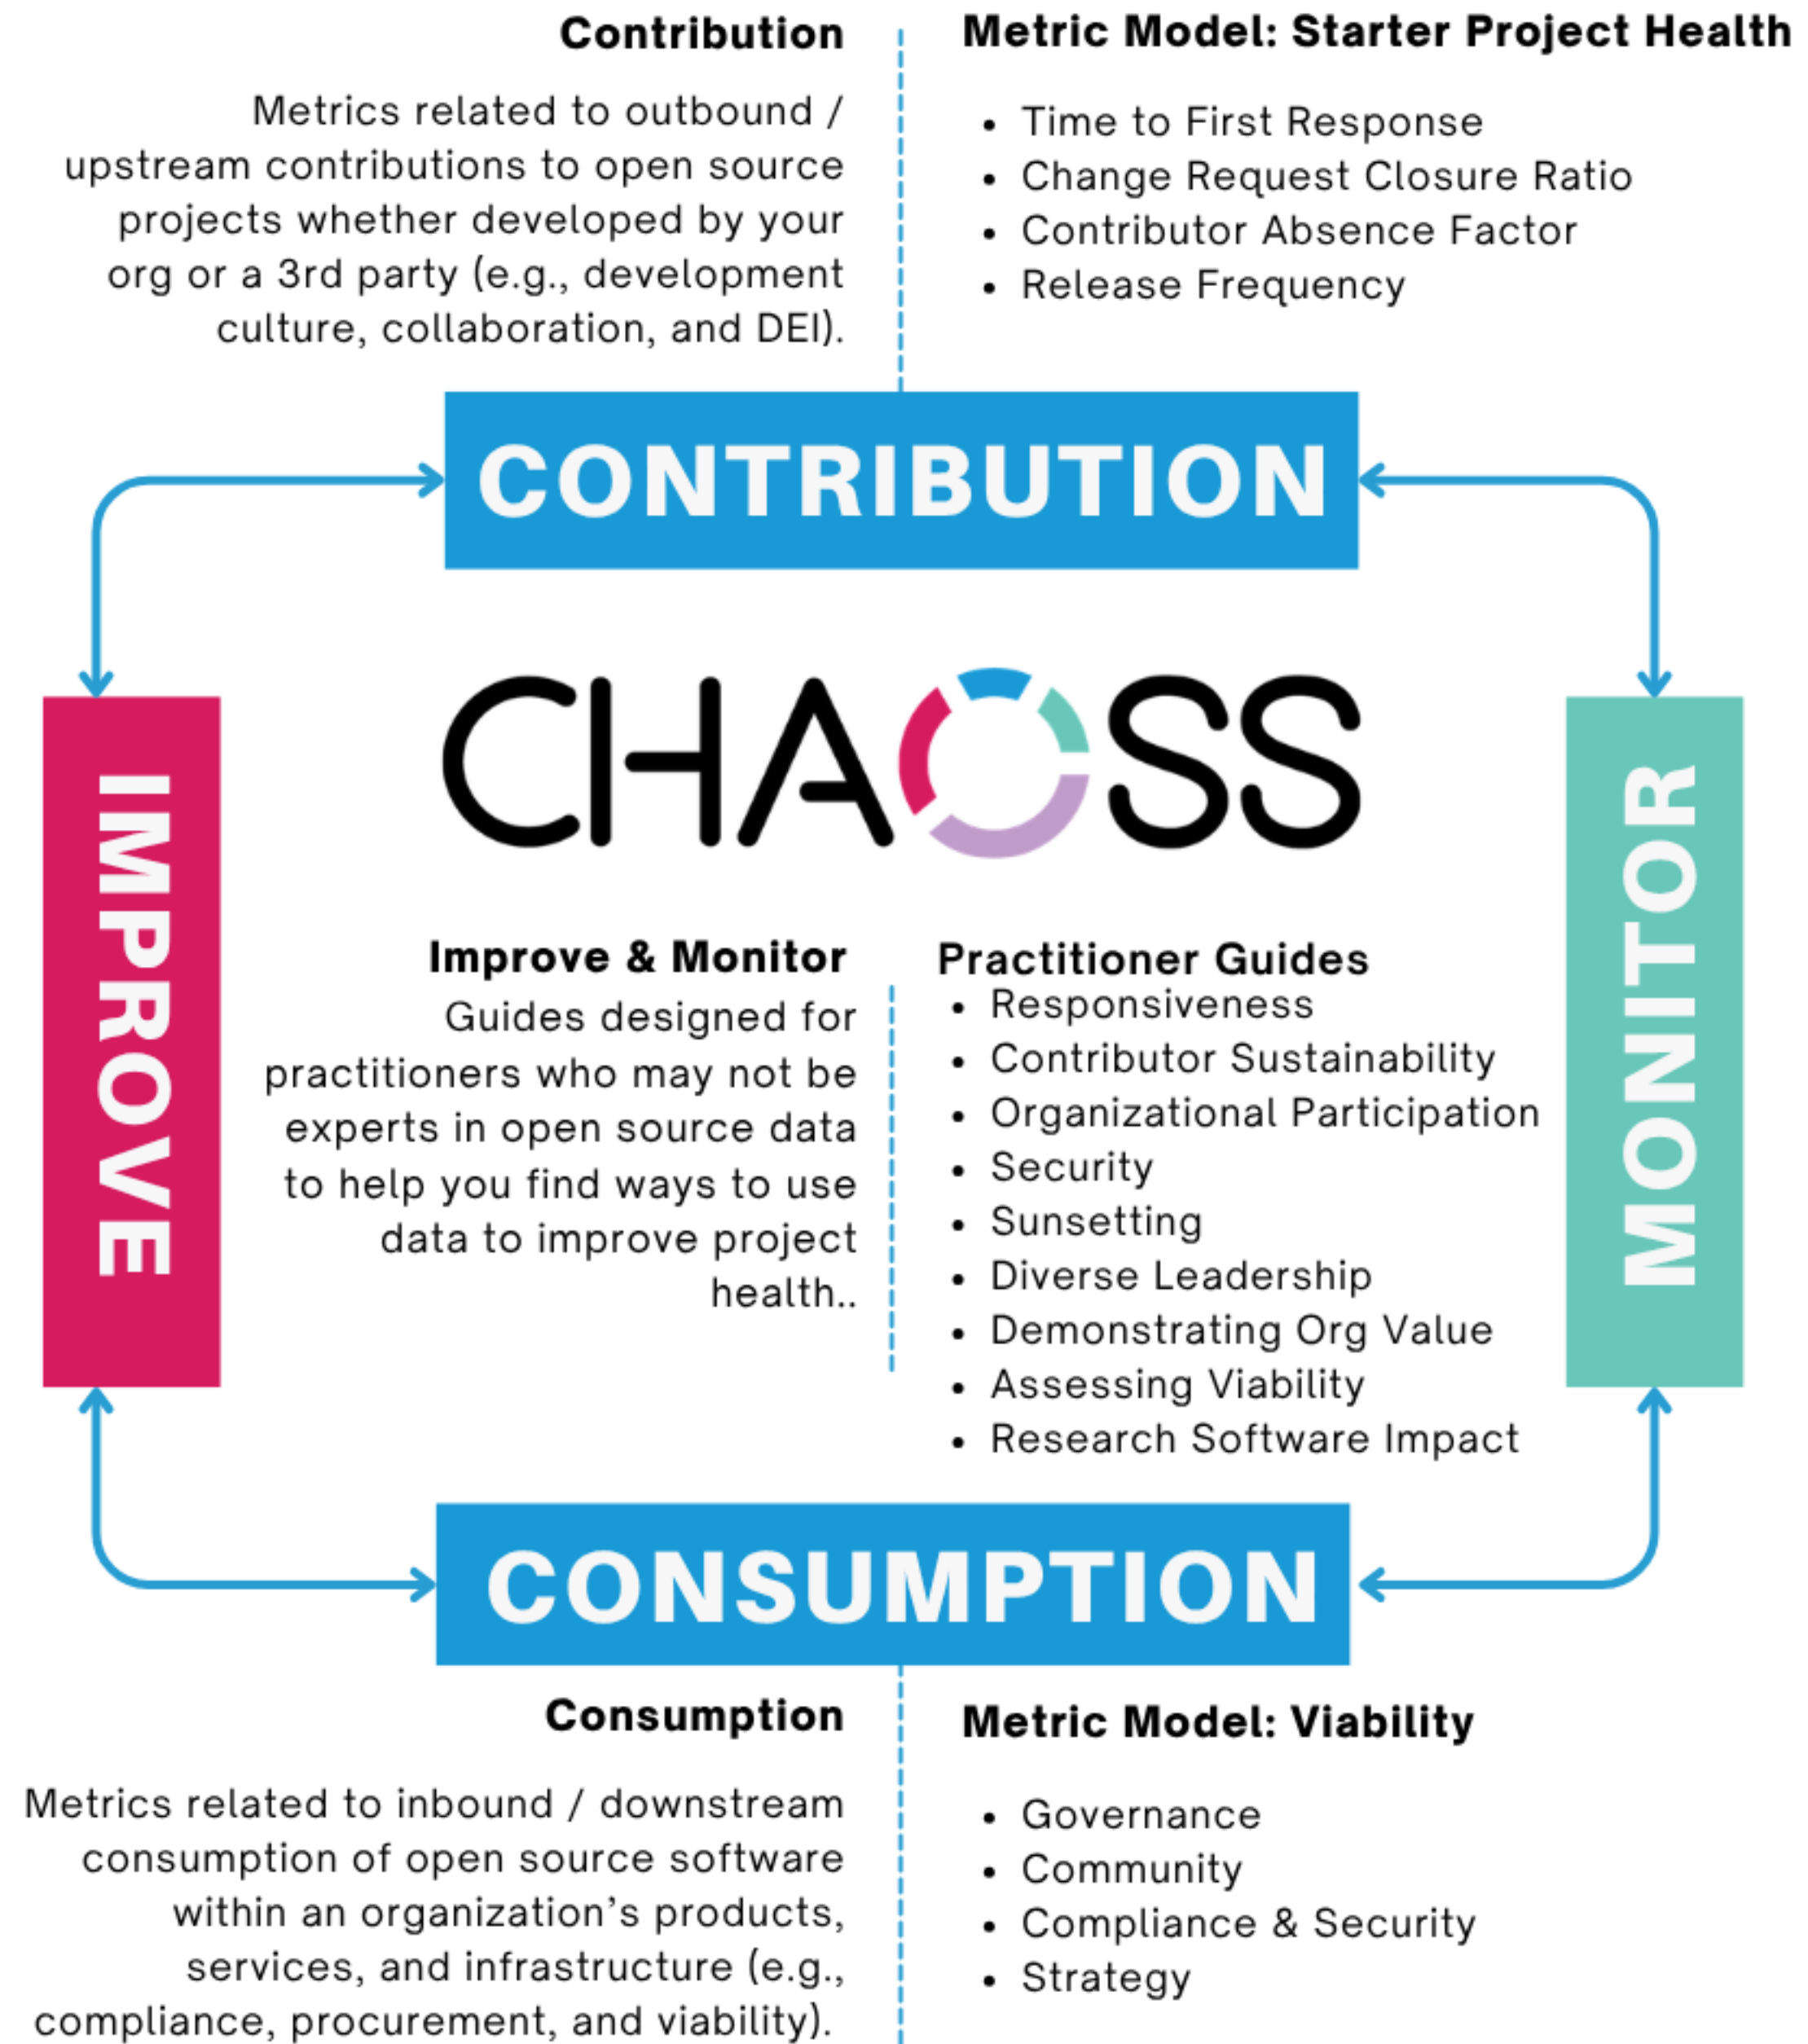 Contribution
Metrics related to outbound /
upstream contributions to open source
projects whether developed by your
org or a 3rd party (e.g., development
culture, collaboration, and DEI).
Metric Model: Starter Project Health
• Time to First Response
• Change Request Closure Ratio
• Contributor Absence Factor
• Release Frequency
CONTRIBUTION
IMPROVE
CHAOSS
MONITOR
Improve & Monitor
Guides designed for
practitioners who may not be
experts in open source data
to help you find ways to use
data to improve project
health..
Practitioner Guides
• Responsiveness
• Contributor Sustainability
• Organizational Participation
• Security
• Sunsetting
• Diverse Leadership
• Demonstrating Org Value
• Assessing Viability
• Research Software Impact
CONSUMPTION
Consumption
Metrics related to inbound / downstream
consumption of open source software
within an organization’s products,
services, and infrastructure (e.g.,
compliance, procurement, and viability).
Metric Model: Viability
• Governance
• Community
• Compliance & Security
• Strategy